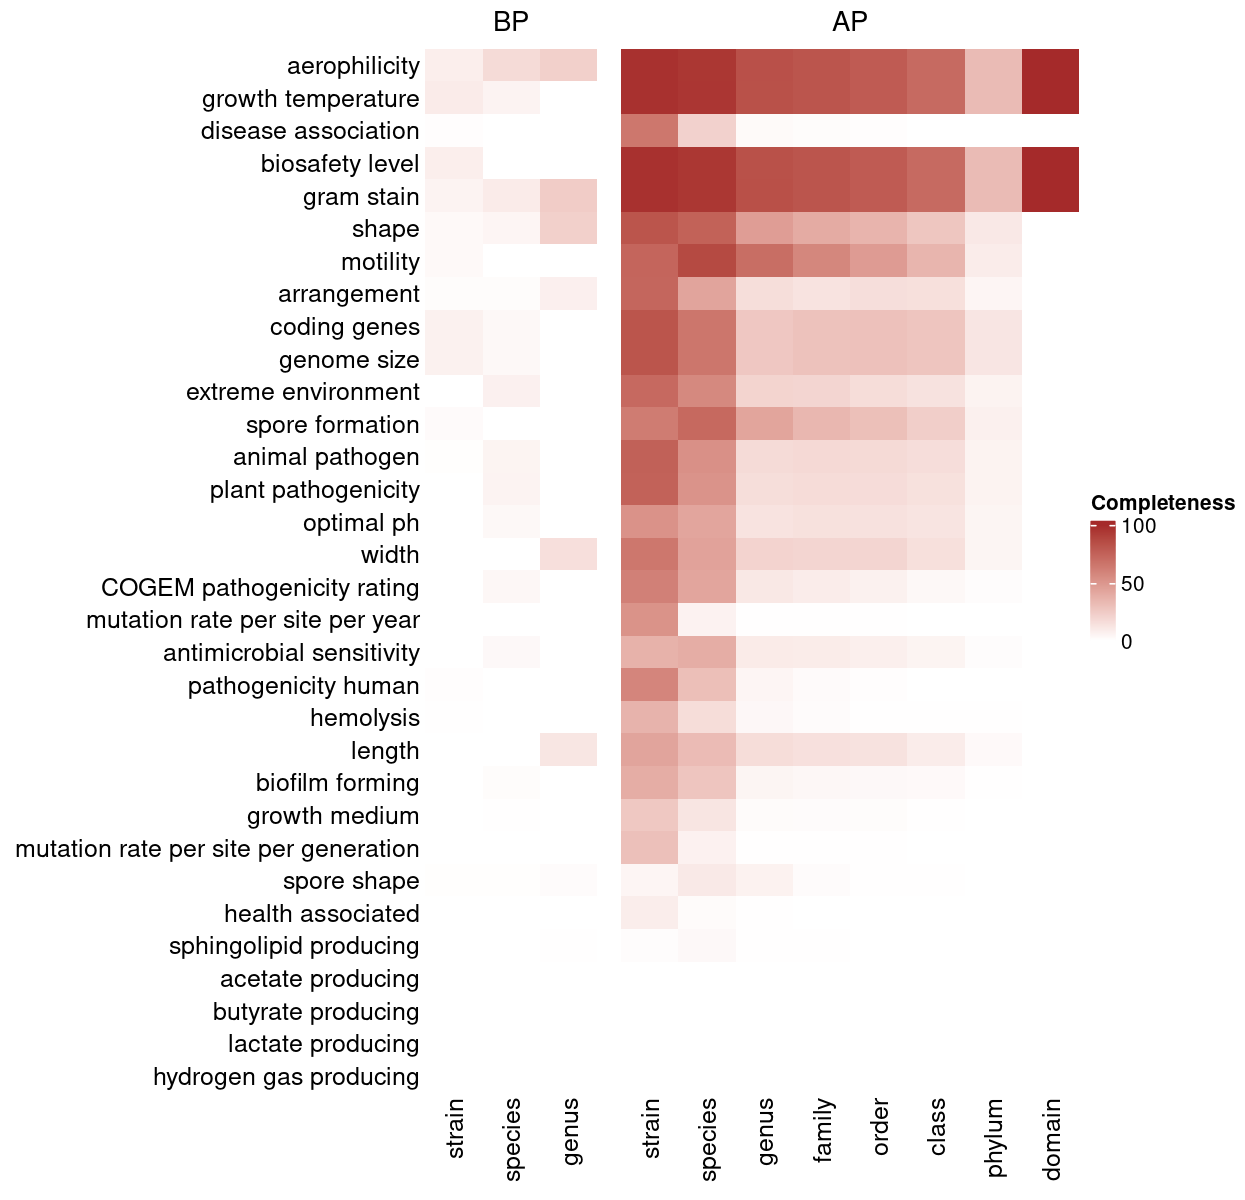 BP
AP
aerophilicity
growth temperature
disease association
biosafety level
gram stain
shape
motility
arrangement
coding genes
genome size
extreme environment
spore formation
animal pathogen
plant pathogenicity
optimal ph
width
COGEM pathogenicity rating
mutation rate per site per year
antimicrobial sensitivity
pathogenicity human
hemolysis
length
biofilm forming
growth medium
mutation rate per site per generation
spore shape
health associated
sphingolipid producing
acetate producing
butyrate producing
lactate producing
hydrogen gas producing
strain
species
genus
strain
species
genus
family
order
class
phylum
domain
Completeness
100
50
0